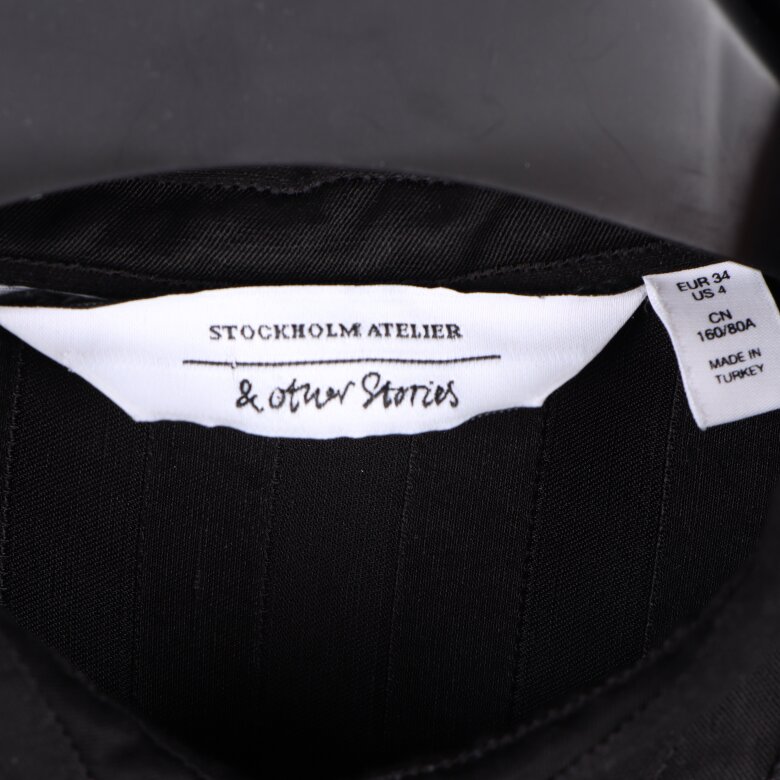 STOCKHOLM ATELIER
& other Stories
EUR 34
US 4
CN
160/80A
MADE IN
TURKEY